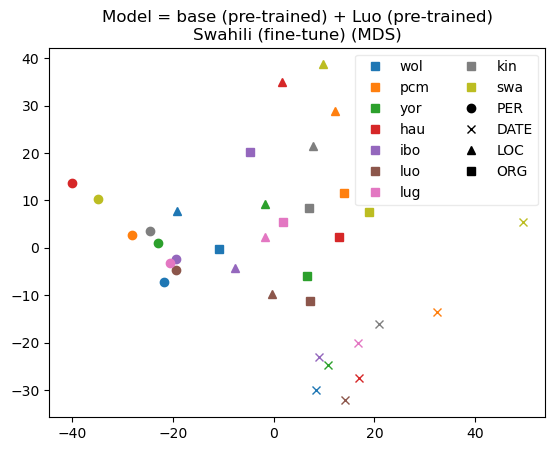 Model = base (pre-trained) + Luo (pre-trained)
Swahili (fine-tune) (MDS)
40
30
20
10
0
−10
−20
−30
−40
−20
0
20
40
wol
pcm
yor
hau
ibo
luo
lug
kin
swa
PER
DATE
LOC
ORG